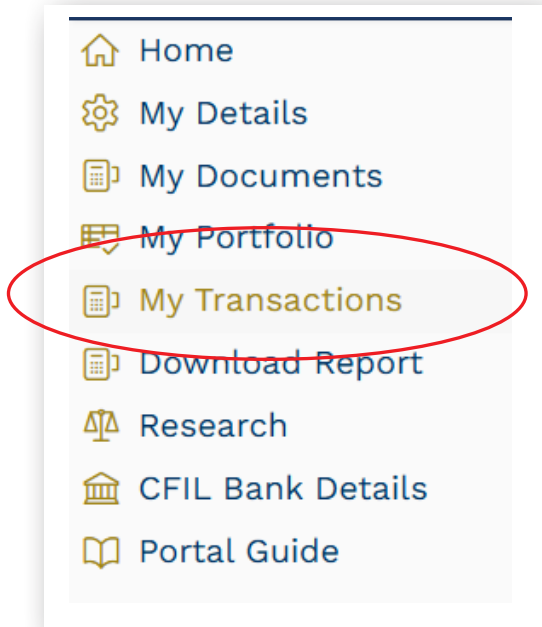 Home
My Details
My Documents
My Portfolio
My Transactions
Download Report
Research
CFIL Bank Details
Portal Guide